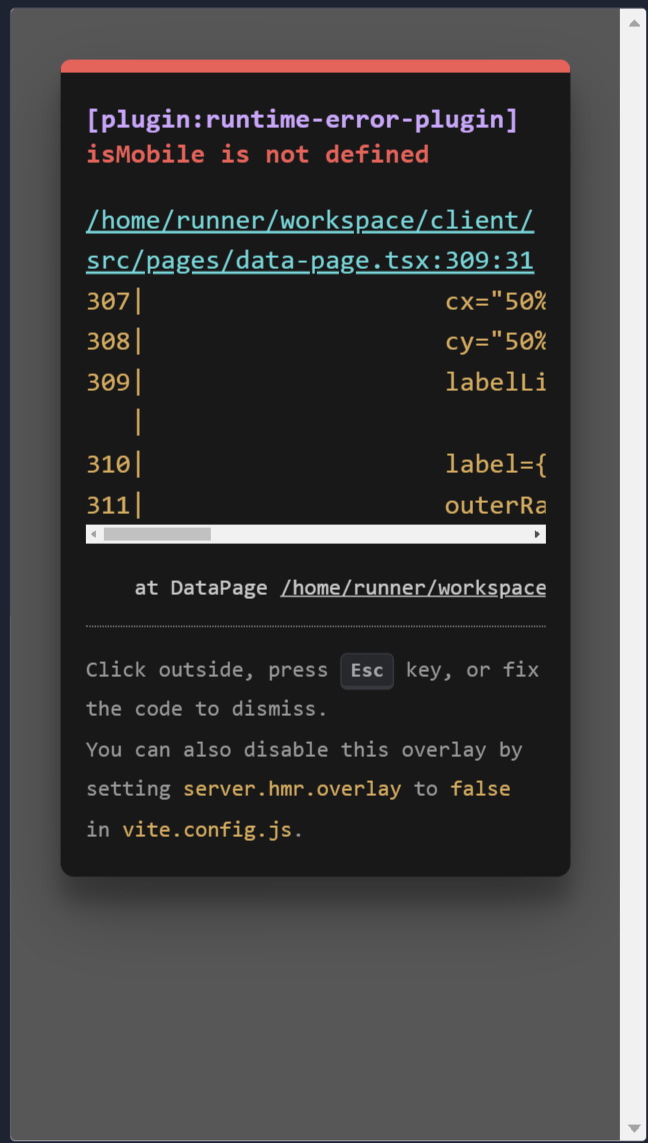 [plugin:runtime-error-plugin]
isMobile is not defined
/home/runner/workspace/client/
src/pages/data-page.tsx:309:31
307|                         cx="50%
308|                         cy="50%
309|                         labelLi
   |
310|                         label={
311|                         outerRa
    at DataPage /home/runner/workspace
Click outside, press Esc key, or fix
the code to dismiss.
You can also disable this overlay by
setting server.hmr.overlay to false
in vite.config.js.